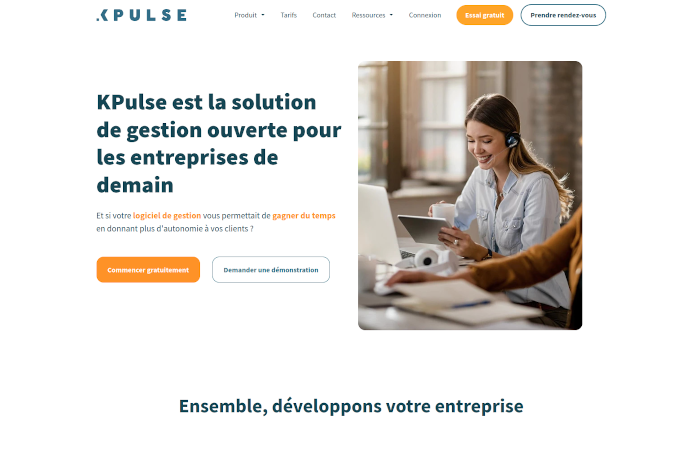 KPULSE
Produit Tarifs Contact Ressources Connexion Essai gratuit Prendre rendez-vous
KPulse est la solution
de gestion ouverte pour
les entreprises de
demain
Et si votre logiciel de gestion vous permettait de gagner du temps
en donnant plus d'autonomie à vos clients ?
Commencer gratuitement Demander une démonstration
Ensemble, développons votre entreprise